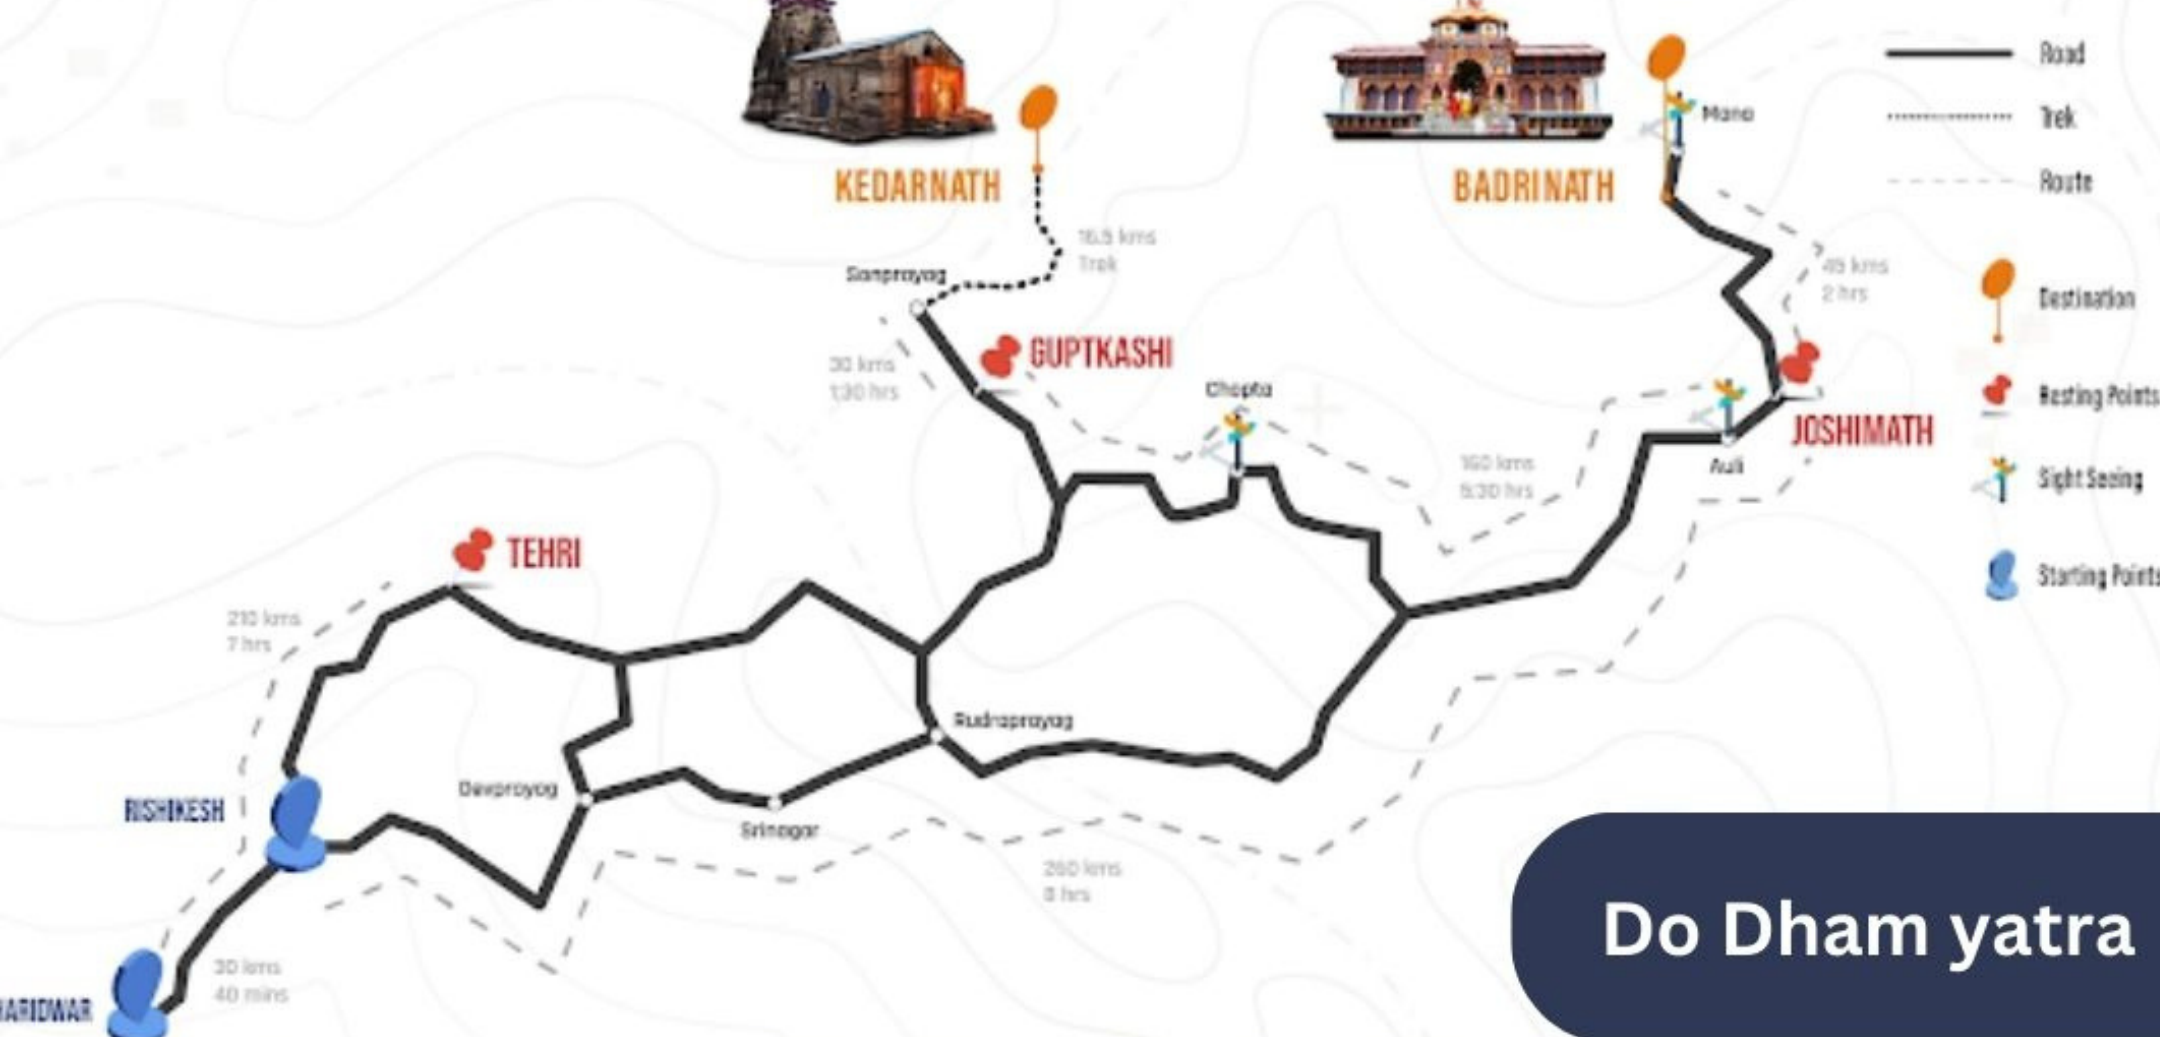 Road
Mana
Trek
KEDARNATH
BADRINATH
Route
16.5 kms
Trek
Sonprayag
45 kms
2 hrs
Destination
GUPTKASHI
30 kms
1:30 hrs
Chopta
Resting Points
JOSHIMATH
160 kms
5:30 hrs
Auli
Sight Seeing
TEHRI
Starting Points
210 kms
7 hrs
Rudraprayag
Devprayag
RISHIKESH
Srinagar
260 kms
8 hrs
Do Dham yatra
30 kms
40 mins
HARIDWAR